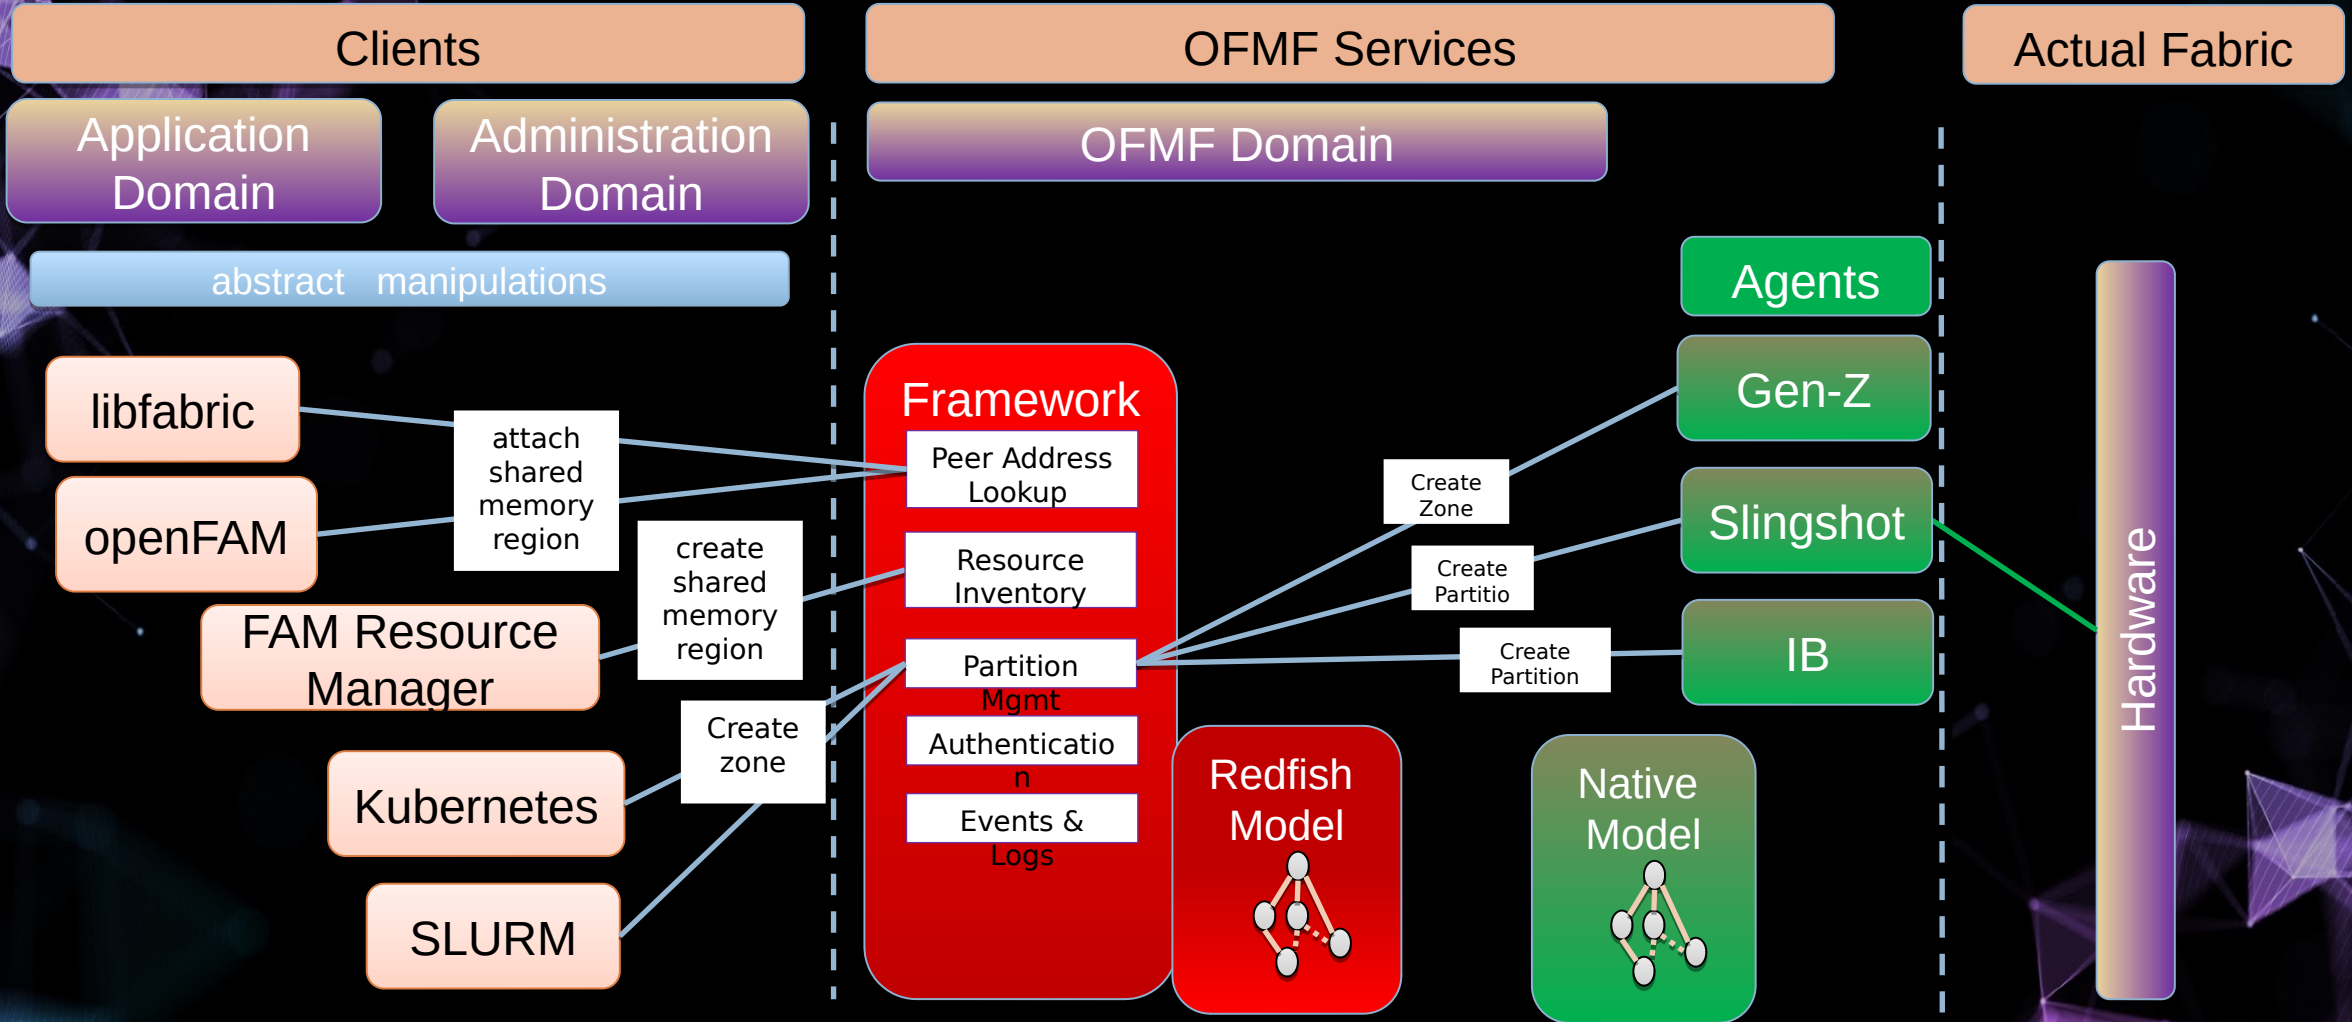 Clients
OFMF Services
Actual Fabric
Application
Domain
Administration
Domain
OFMF Domain
abstract   manipulations
Agents
libfabric
openFAM
FAM Resource
Manager
Kubernetes
SLURM
attach
shared
memory
region
create
shared
memory
region
Create
zone
Framework
Peer Address
Lookup
Resource
Inventory
Partition
Mgmt
Authenticatio
n
Events &
Logs
Create
Zone
Create
Partitio
Create
Partition
Gen-Z
Slingshot
IB
Redfish
Model
Native
Model
Hardware